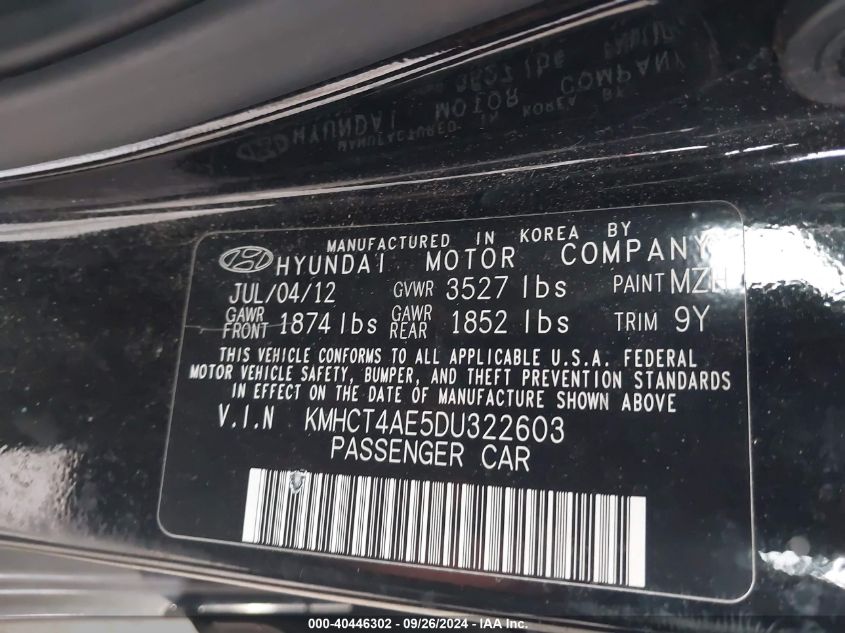 MANUFACTURED IN KOREA BY
HYUNDAI MOTOR COMPANY
JUL/04/12 GVWR 3527 lbs PAINT MZH
GAWR FRONT 1874 lbs GAWR REAR 1852 lbs TRIM 9Y
THIS VEHICLE CONFORMS TO ALL APPLICABLE U.S.A. FEDERAL
MOTOR VEHICLE SAFETY, BUMPER, AND THEFT PREVENTION STANDARDS
IN EFFECT ON THE DATE OF MANUFACTURE SHOWN ABOVE
V.I.N KMHCT4AE5DU322603
PASSENGER CAR
000-40446302 - 09/26/2024 - IAA Inc.